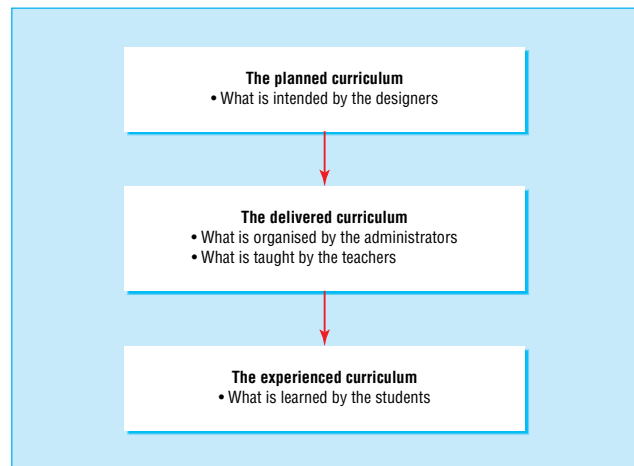 The planned curriculum
• What is intended by the designers
The delivered curriculum
• What is organised by the administrators
• What is taught by the teachers
The experienced curriculum
• What is learned by the students